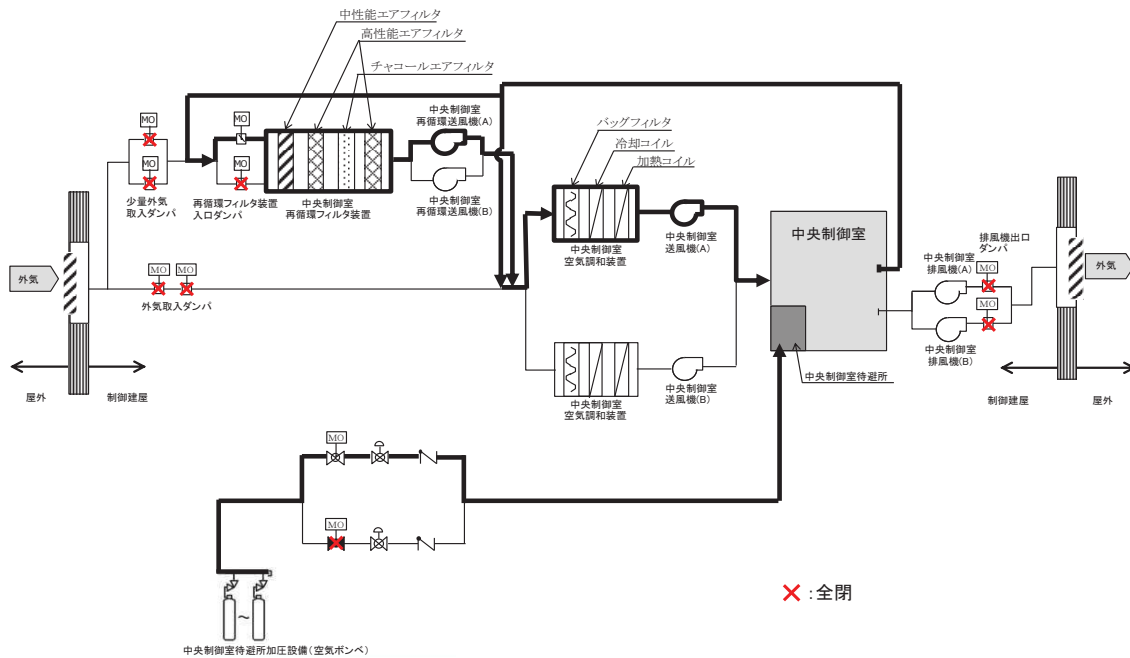 中性能エアフィルタ
高性能エアフィルタ
チャコールエアフィルタ
中央制御室
再循環送風機(A)
MO
MO
MO
MO
バッグフィルタ
冷却コイル
加熱コイル
少量外気
取入ダンパ
再循環フィルタ装置
入口ダンパ
中央制御室
再循環フィルタ装置
中央制御室
再循環送風機(B)
中央制御室
空気調和装置
中央制御室
送風機(A)
中央制御室
排風機出口
ダンパ
中央制御室
排風機(A)
MO
MO
外気
外気
MO
MO
外気取入ダンパ
中央制御室
排風機(B)
中央制御室待避所
中央制御室
空気調和装置
中央制御室
送風機(B)
屋外
制御建屋
制御建屋
屋外
MO
MO
～
:全閉
中央制御室待避所加圧設備(空気ボンベ)